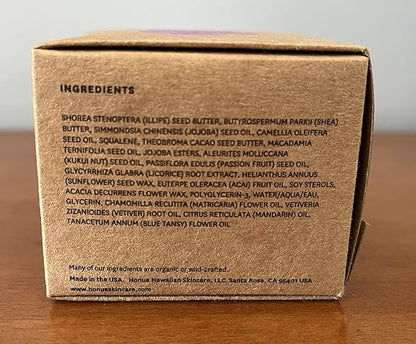 INGREDIENTS
SHOREA STENOPTERA (ILLIPE) SEED BUTTER, BUTYROSPERMUM PARKII (SHEA)
BUTTER, SIMMONDSIA CHINENSIS (JOJOBA) SEED OIL, CAMELLIA OLEIFERA
SEED OIL, SQUALENE, THEOBROMA CACAO SEED BUTTER, MACADAMIA
TERNIFOLIA SEED OIL, JOJOBA ESTERS, ALEURITES MOLUCCANA
(KUKUI NUT) SEED OIL, PASSIFLORA EDULIS (PASSION FRUIT) SEED OIL,
GLYCYRRHIZA GLABRA (LICORICE) ROOT EXTRACT, HELIANTHUS ANNUUS
(SUNFLOWER) SEED WAX, EUTERPE OLERACEA (ACAI) FRUIT OIL, SOY STEROLS,
ACACIA DECURRENS FLOWER WAX, POLYGLYCERIN-3, WATER/AQUA/EAU,
GLYCERIN, CHAMOMILLA RECUTITA (MATRICARIA) FLOWER OIL, VETIVERIA
ZIZANIOIDES (VETIVER) ROOT OIL, CITRUS RETICULATA (MANDARIN) OIL,
TANACETUM ANNUM (BLUE TANSY) FLOWER OIL
Many of our ingredients are organic or wild-crafted.
Made in the USA. Honua Hawaiian Skincare, LLC, Santa Rosa, CA 95407 USA
www.honuaskincare.com